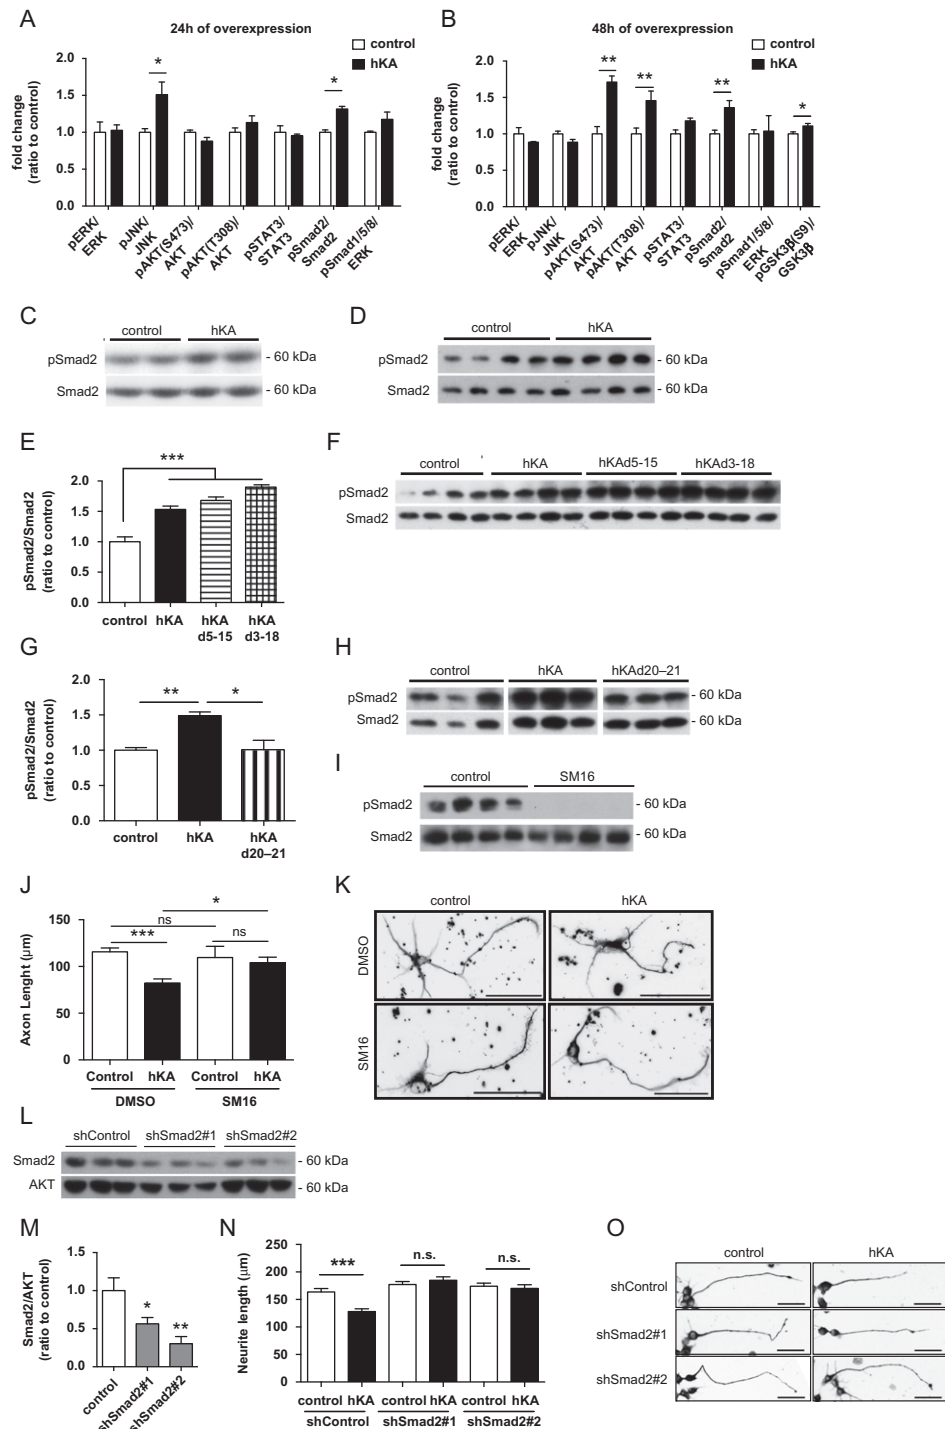 A
24h of overexpression
control
hKA
fold change
(ratio to control)
2.0
1.5
1.0
0.5
0.0
*
*
pERK/
ERK
pJNK/
JNK
pAKT(S473)/
AKT
pAKT(T308)/
AKT
pSTAT3/
STAT3
pSmad2/
Smad2/
pSmad1/5/8/
ERK
B
48h of overexpression
control
hKA
fold change
(ratio to control)
2.0
1.5
1.0
0.5
0.0
**
**
**
*
pERK/
ERK
pJNK/
JNK
pAKT(S473)/
AKT
pAKT(T308)/
AKT
pSTAT3/
STAT3
pSmad2/
Smad2
pSmad1/5/8/
ERK
pGSK3β(S9)/
GSK3β
C
control hKA
pSmad2 - 60 kDa
Smad2 - 60 kDa
D
control hKA
pSmad2 - 60 kDa
Smad2 - 60 kDa
E
pSmad2/Smad2
(ratio to control)
2.0
1.5
1.0
0.5
0.0
***
control hKA hKA hKA
d5-15 d3-18
F
control hKA hKAd5-15 hKAd3-18
pSmad2
Smad2
G
pSmad2/Smad2
(ratio to control)
2.0
1.5
1.0
0.5
0.0
** *
control hKA hKA
d20–21
H
control hKA hKAd20–21
pSmad2 - 60 kDa
Smad2 - 60 kDa
I
control SM16
pSmad2 - 60 kDa
Smad2 - 60 kDa
J
Axon Lenght (μm)
150
100
50
0
*
ns
*** ns
Control hKA Control hKA
DMSO SM16
K
control hKA
DMSO
SM16
L
shControl shSmad2#1 shSmad2#2
Smad2 - 60 kDa
AKT - 60 kDa
M
Smad2/AKT
(ratio to control)
1.5
1.0
0.5
0.0
*
**
control
shSmad2#1
shSmad2#2
N
Neurite length (μm)
250
200
150
100
50
0
*** n.s. n.s.
control hKA control hKA control hKA
shControl shSmad2#1 shSmad2#2
O
control hKA
shControl
shSmad2#1
shSmad2#2